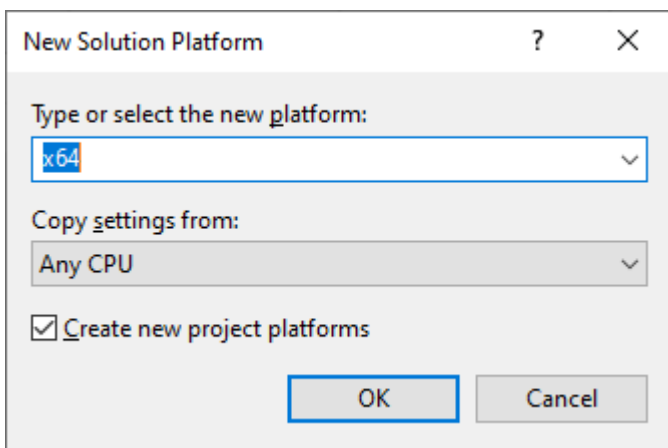 New Solution Platform ?
Type or select the new platform:
x64
Copy settings from:
Any CPU
Create new project platforms
OK Cancel